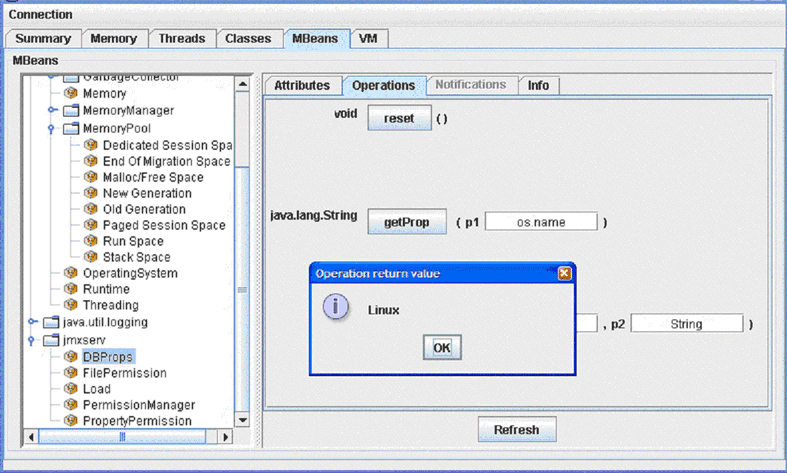 Connection
Summary Memory Threads Classes MBeans VM
MBeans
GarbageCollector
Memory
MemoryManager
MemoryPool
Dedicated Session Spa
End Of Migration Space
Malloc/Free Space
New Generation
Old Generation
Paged Session Space
Run Space
Stack Space
OperatingSystem
Runtime
Threading
java.util.logging
jmxserv
DBProps
FilePermission
Load
PermissionManager
PropertyPermission
Attributes Operations Notifications Info
void reset ( )
java.lang.String getProp ( p1 os.name )
Operation return value
Linux
OK
, p2 String )
Refresh